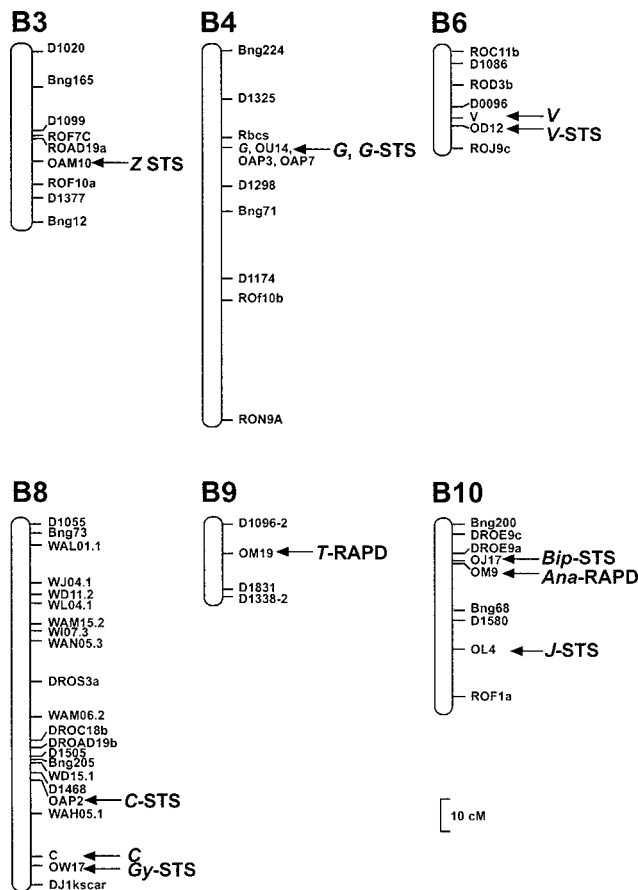 B3
D1020
Bng165
D1099
ROF7C
ROAD19a
OAM10
Z STS
ROF10a
D1377
Bng12
B4
Bng224
D1325
Rbcs
G, OU14,
OAP3, OAP7
G, G-STS
D1298
Bng71
D1174
ROf10b
RON9A
B6
ROC11b
D1086
ROD3b
D0096
V
V
OD12
V-STS
ROJ9c
B8
D1055
Bng73
WAL01.1
WJ04.1
WD11.2
WL04.1
WAM15.2
WI07.3
WAN05.3
DROS3a
WAM06.2
DROC18b
DROAD19b
D1505
Bng205
WD15.1
D1468
OAP2
C-STS
WAH05.1
C
C
OW17
Gy-STS
DJ1kscar
B9
D1096-2
OM19
T-RAPD
D1831
D1338-2
B10
Bng200
DROE9c
DROE9a
OJ17
Bip-STS
OM9
Ana-RAPD
Bng68
D1580
OL4
J-STS
ROF1a
10 cM